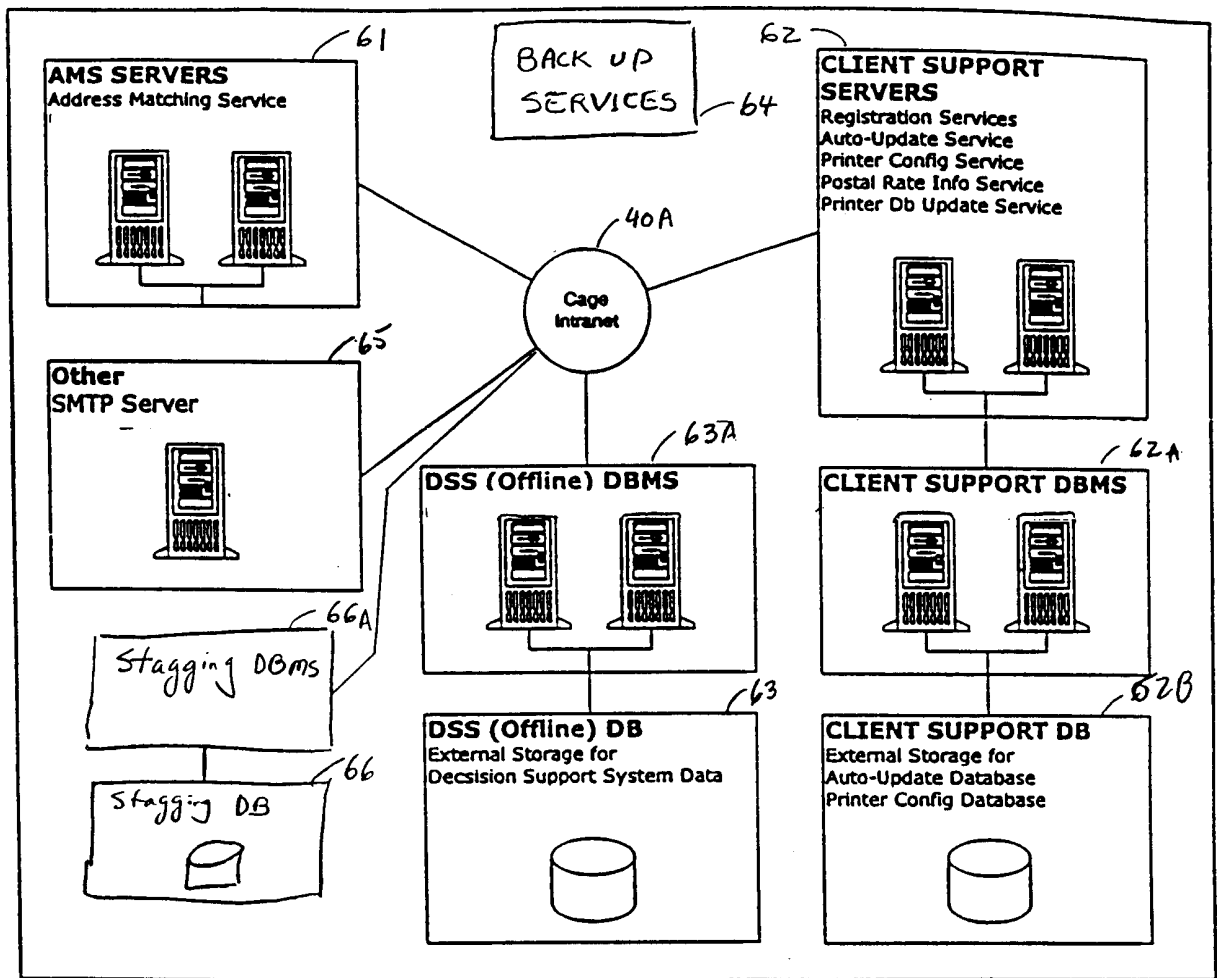 61
AMS SERVERS
Address Matching Service
BACK UP
SERVICES
64
62
CLIENT SUPPORT
SERVERS
Registration Services
Auto-Update Service
Printer Config Service
Postal Rate Info Service
Printer Db Update Service
40A
Cage
Intranet
65
Other
SMTP Server
63A
DSS (Offline) DBMS
62A
CLIENT SUPPORT DBMS
66A
Stagging DBMS
66
Stagging DB
63
DSS (Offline) DB
External Storage for
Decsision Support System Data
62B
CLIENT SUPPORT DB
External Storage for
Auto-Update Database
Printer Config Database